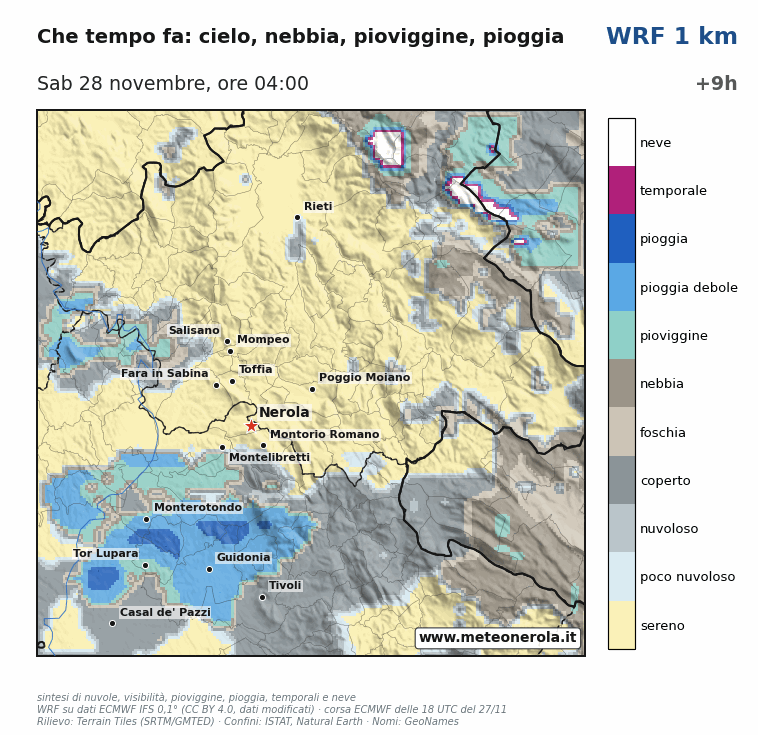 Che tempo fa: cielo, nebbia, pioviggine, pioggia
WRF 1 km
Sab 28 novembre, ore 04:00
+9h
neve
temporale
pioggia
pioggia debole
pioviggine
nebbia
foschia
coperto
nuvoloso
poco nuvoloso
sereno
Rieti
Salisano
Mompeo
Fara in Sabina
Toffia
Poggio Moiano
Nerola
Montorio Romano
Montelibretti
Monterotondo
Tor Lupara
Guidonia
Tivoli
Casal de' Pazzi
www.meteonerola.it
sintesi di nuvole, visibilità, pioviggine, pioggia, temporali e neve
WRF su dati ECMWF IFS 0,1° (CC BY 4.0, dati modificati) · corsa ECMWF delle 18 UTC del 27/11
Rilievo: Terrain Tiles (SRTM/GMTED) · Confini: ISTAT, Natural Earth · Nomi: GeoNames